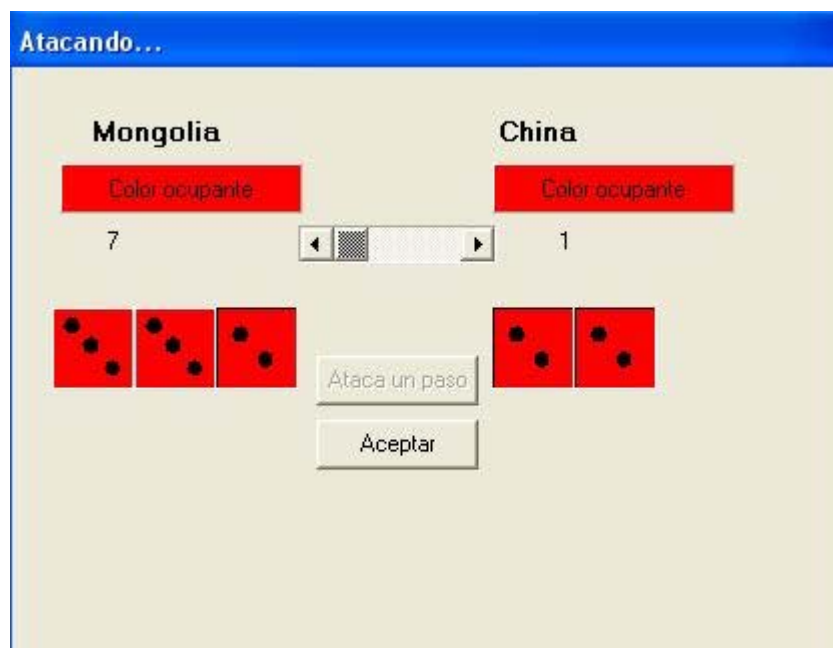 Atacando...
Mongolia China
Color ocupante Color ocupante
7 1
Ataca un paso
Aceptar